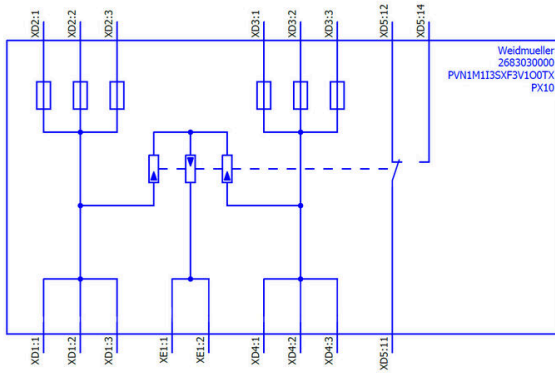 XD2:1
XD2:2
XD2:3
XD3:1
XD3:2
XD3:3
XD5:12
XD5:14
Weidmueller
2683030000
PVN1M1I3SXF3V1O0TX
PX10
XD1:1
XD1:2
XD1:3
XE1:1
XE1:2
XD4:1
XD4:2
XD4:3
XD5:11